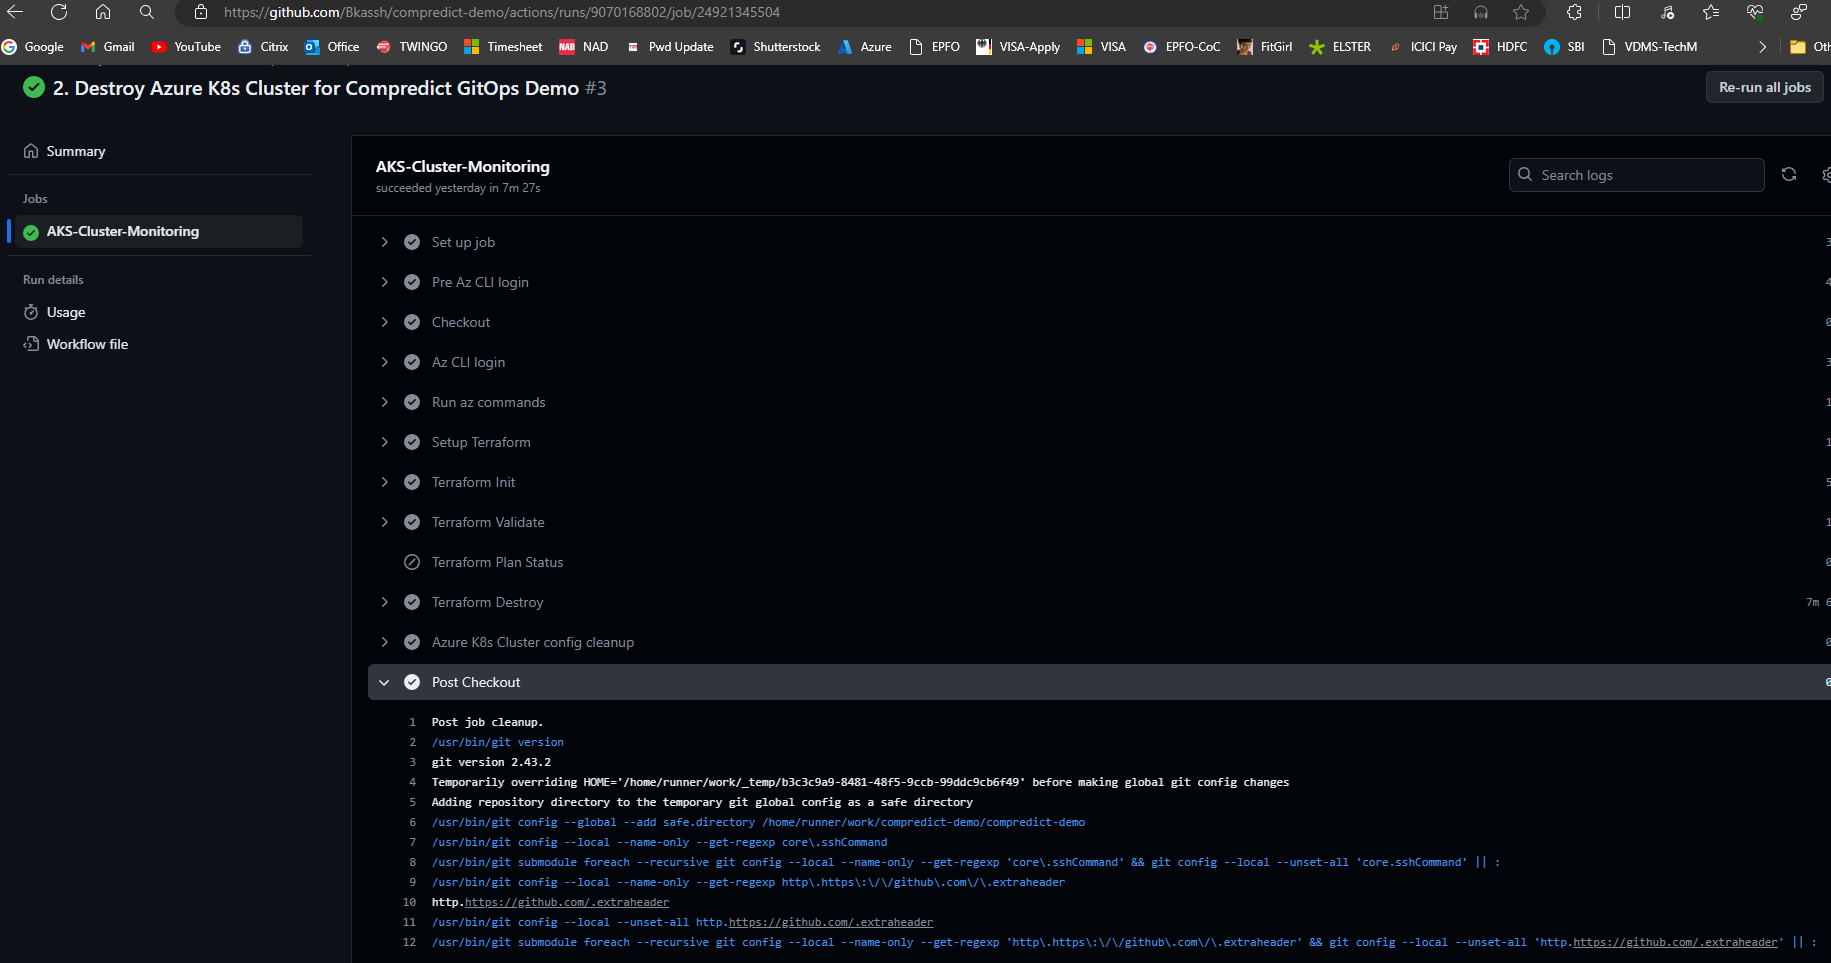 https://github.com/Bkassh/compredict-demo/actions/runs/9070168802/job/24921345504
Google Gmail YouTube Citrix Office TWINGO Timesheet NAD Pwd Update Shutterstock Azure EPFO VISA-Apply VISA EPFO-CoC FitGirl ELSTER ICICI Pay HDFC SBI VDMS-TechM Oth
2. Destroy Azure K8s Cluster for Compredict GitOps Demo #3
Re-run all jobs
Summary
Jobs
AKS-Cluster-Monitoring
Run details
Usage
Workflow file
AKS-Cluster-Monitoring
succeeded yesterday in 7m 27s
Search logs
Set up job 3
Pre Az CLI login 4
Checkout 0
Az CLI login 3
Run az commands 1
Setup Terraform 1
Terraform Init 5
Terraform Validate 1
Terraform Plan Status 0
Terraform Destroy 7m 6
Azure K8s Cluster config cleanup 0
Post Checkout 0
1 Post job cleanup.
2 /usr/bin/git version
3 git version 2.43.2
4 Temporarily overriding HOME='/home/runner/work/_temp/b3c3c9a9-8481-48f5-9ccb-99ddc9cb6f49' before making global git config changes
5 Adding repository directory to the temporary git global config as a safe directory
6 /usr/bin/git config --global --add safe.directory /home/runner/work/compredict-demo/compredict-demo
7 /usr/bin/git config --local --name-only --get-regexp core\.sshCommand
8 /usr/bin/git submodule foreach --recursive git config --local --name-only --get-regexp 'core\.sshCommand' && git config --local --unset-all 'core.sshCommand' || :
9 /usr/bin/git config --local --name-only --get-regexp http\.https\:\/\/github\.com\/\.extraheader
10 http.https://github.com/.extraheader
11 /usr/bin/git config --local --unset-all http.https://github.com/.extraheader
12 /usr/bin/git submodule foreach --recursive git config --local --name-only --get-regexp 'http\.https\:\/\/github\.com\/\.extraheader' && git config --local --unset-all 'http.https://github.com/.extraheader' || :